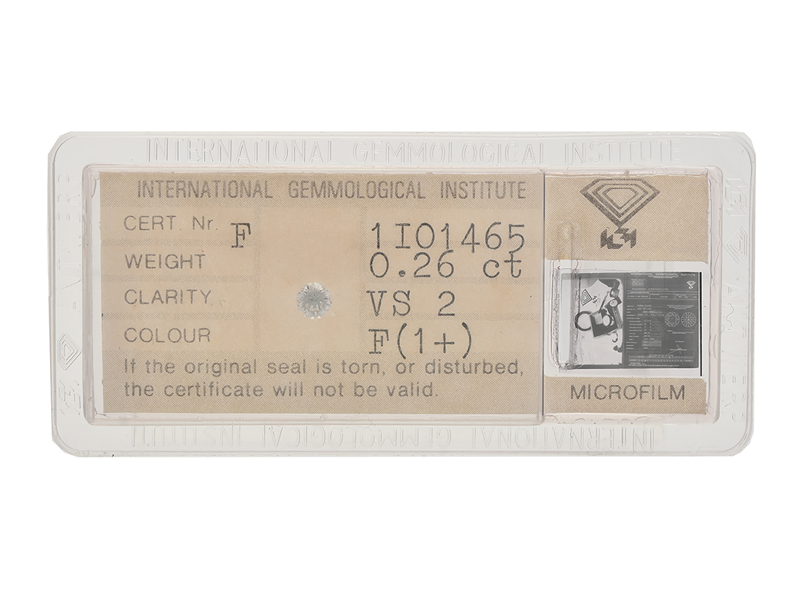 INTERNATIONAL GEMMOLOGICAL INSTITUTE
INTERNATIONAL GEMMOLOGICAL INSTITUTE
CERT. Nr. F 1I01465
WEIGHT 0.26 ct
CLARITY VS 2
COLOUR F(1+)
If the original seal is torn, or disturbed,
the certificate will not be valid.
IGI
MICROFILM
INTERNATIONAL GEMMOLOGICAL INSTITUTE